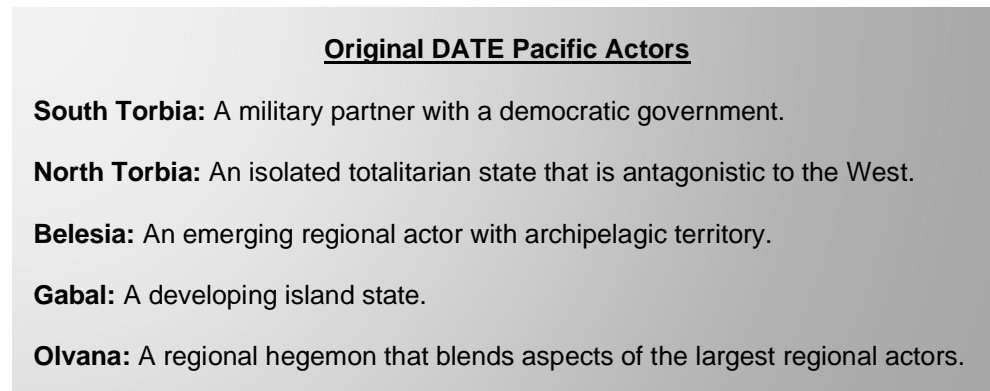 Original DATE Pacific Actors
South Torbia: A military partner with a democratic government.
North Torbia: An isolated totalitarian state that is antagonistic to the West.
Belesia: An emerging regional actor with archipelagic territory.
Gabal: A developing island state.
Olvana: A regional hegemon that blends aspects of the largest regional actors.